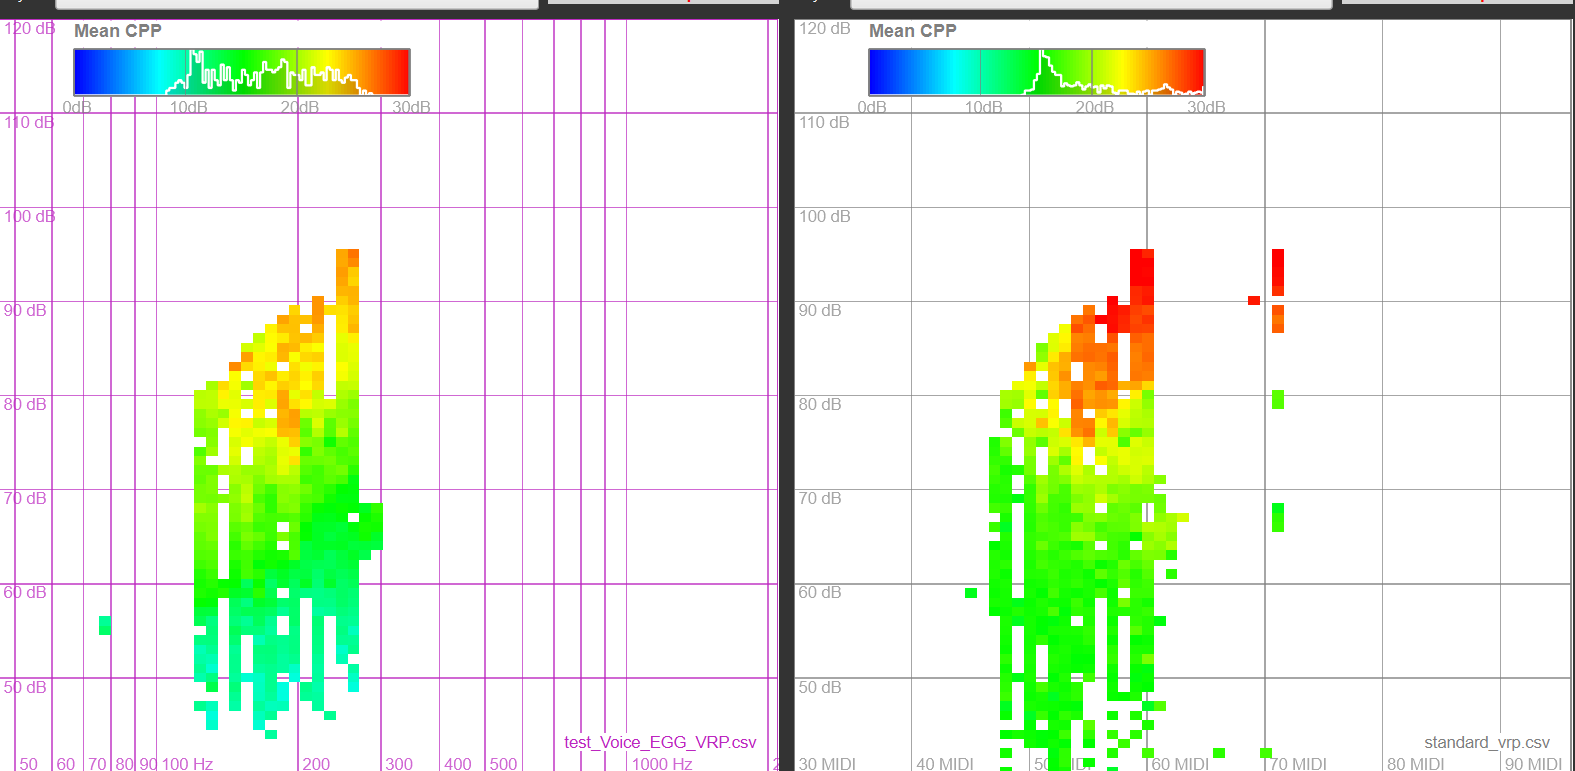 120 dB
Mean CPP
0dB
10dB
20dB
30dB
110 dB
100 dB
90 dB
80 dB
70 dB
60 dB
50 dB
test_Voice_EGG_VRP.csv
50
60
70
80
90
100 Hz
200
300
400
500
1000 Hz
120 dB
Mean CPP
0dB
10dB
20dB
30dB
110 dB
100 dB
90 dB
80 dB
70 dB
60 dB
50 dB
standard_vrp.csv
30 MIDI
40 MIDI
60 MIDI
70 MIDI
80 MIDI
90 MIDI